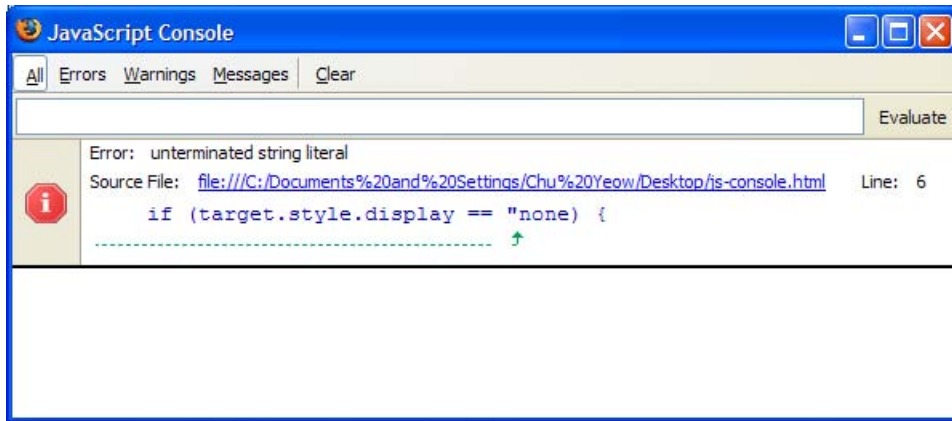 JavaScript Console
All Errors Warnings Messages Clear
Evaluate
Error: unterminated string literal
Source File: file:///C:/Documents%20and%20Settings/Chu%20Yeow/Desktop/js-console.html Line: 6
if (target.style.display == "none) {